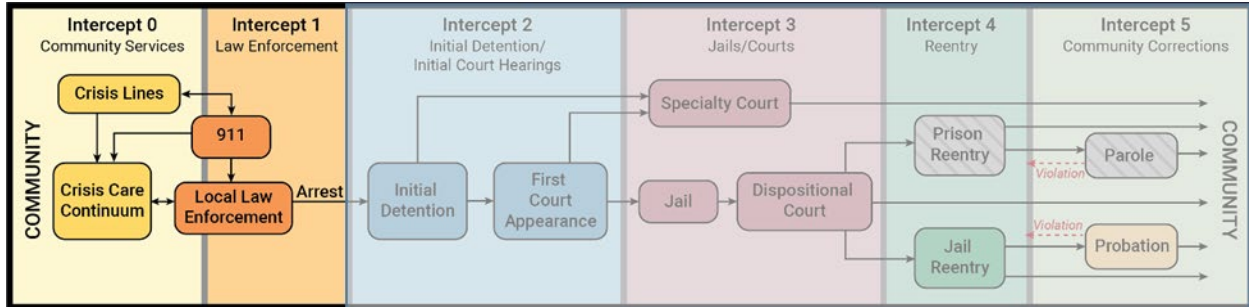 Intercept 0
Community Services
Intercept 1
Law Enforcement
Intercept 2
Initial Detention/
Initial Court Hearings
Intercept 3
Jails/Courts
Intercept 4
Reentry
Intercept 5
Community Corrections
COMMUNITY
Crisis Lines
911
Crisis Care
Continuum
Local Law
Enforcement
Arrest
Initial
Detention
First
Court
Appearance
Specialty Court
Jail
Dispositional
Court
Prison
Reentry
Violation
Parole
Jail
Reentry
Violation
Probation
COMMUNITY